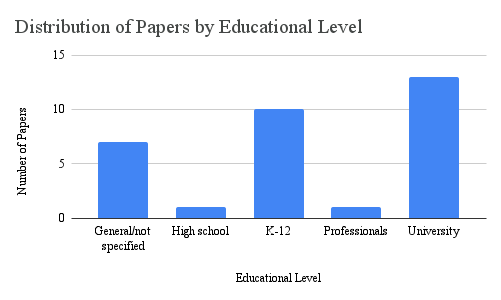 Distribution of Papers by Educational Level
15
10
5
0
Number of Papers
General/not
specified
High school
K-12
Professionals
University
Educational Level